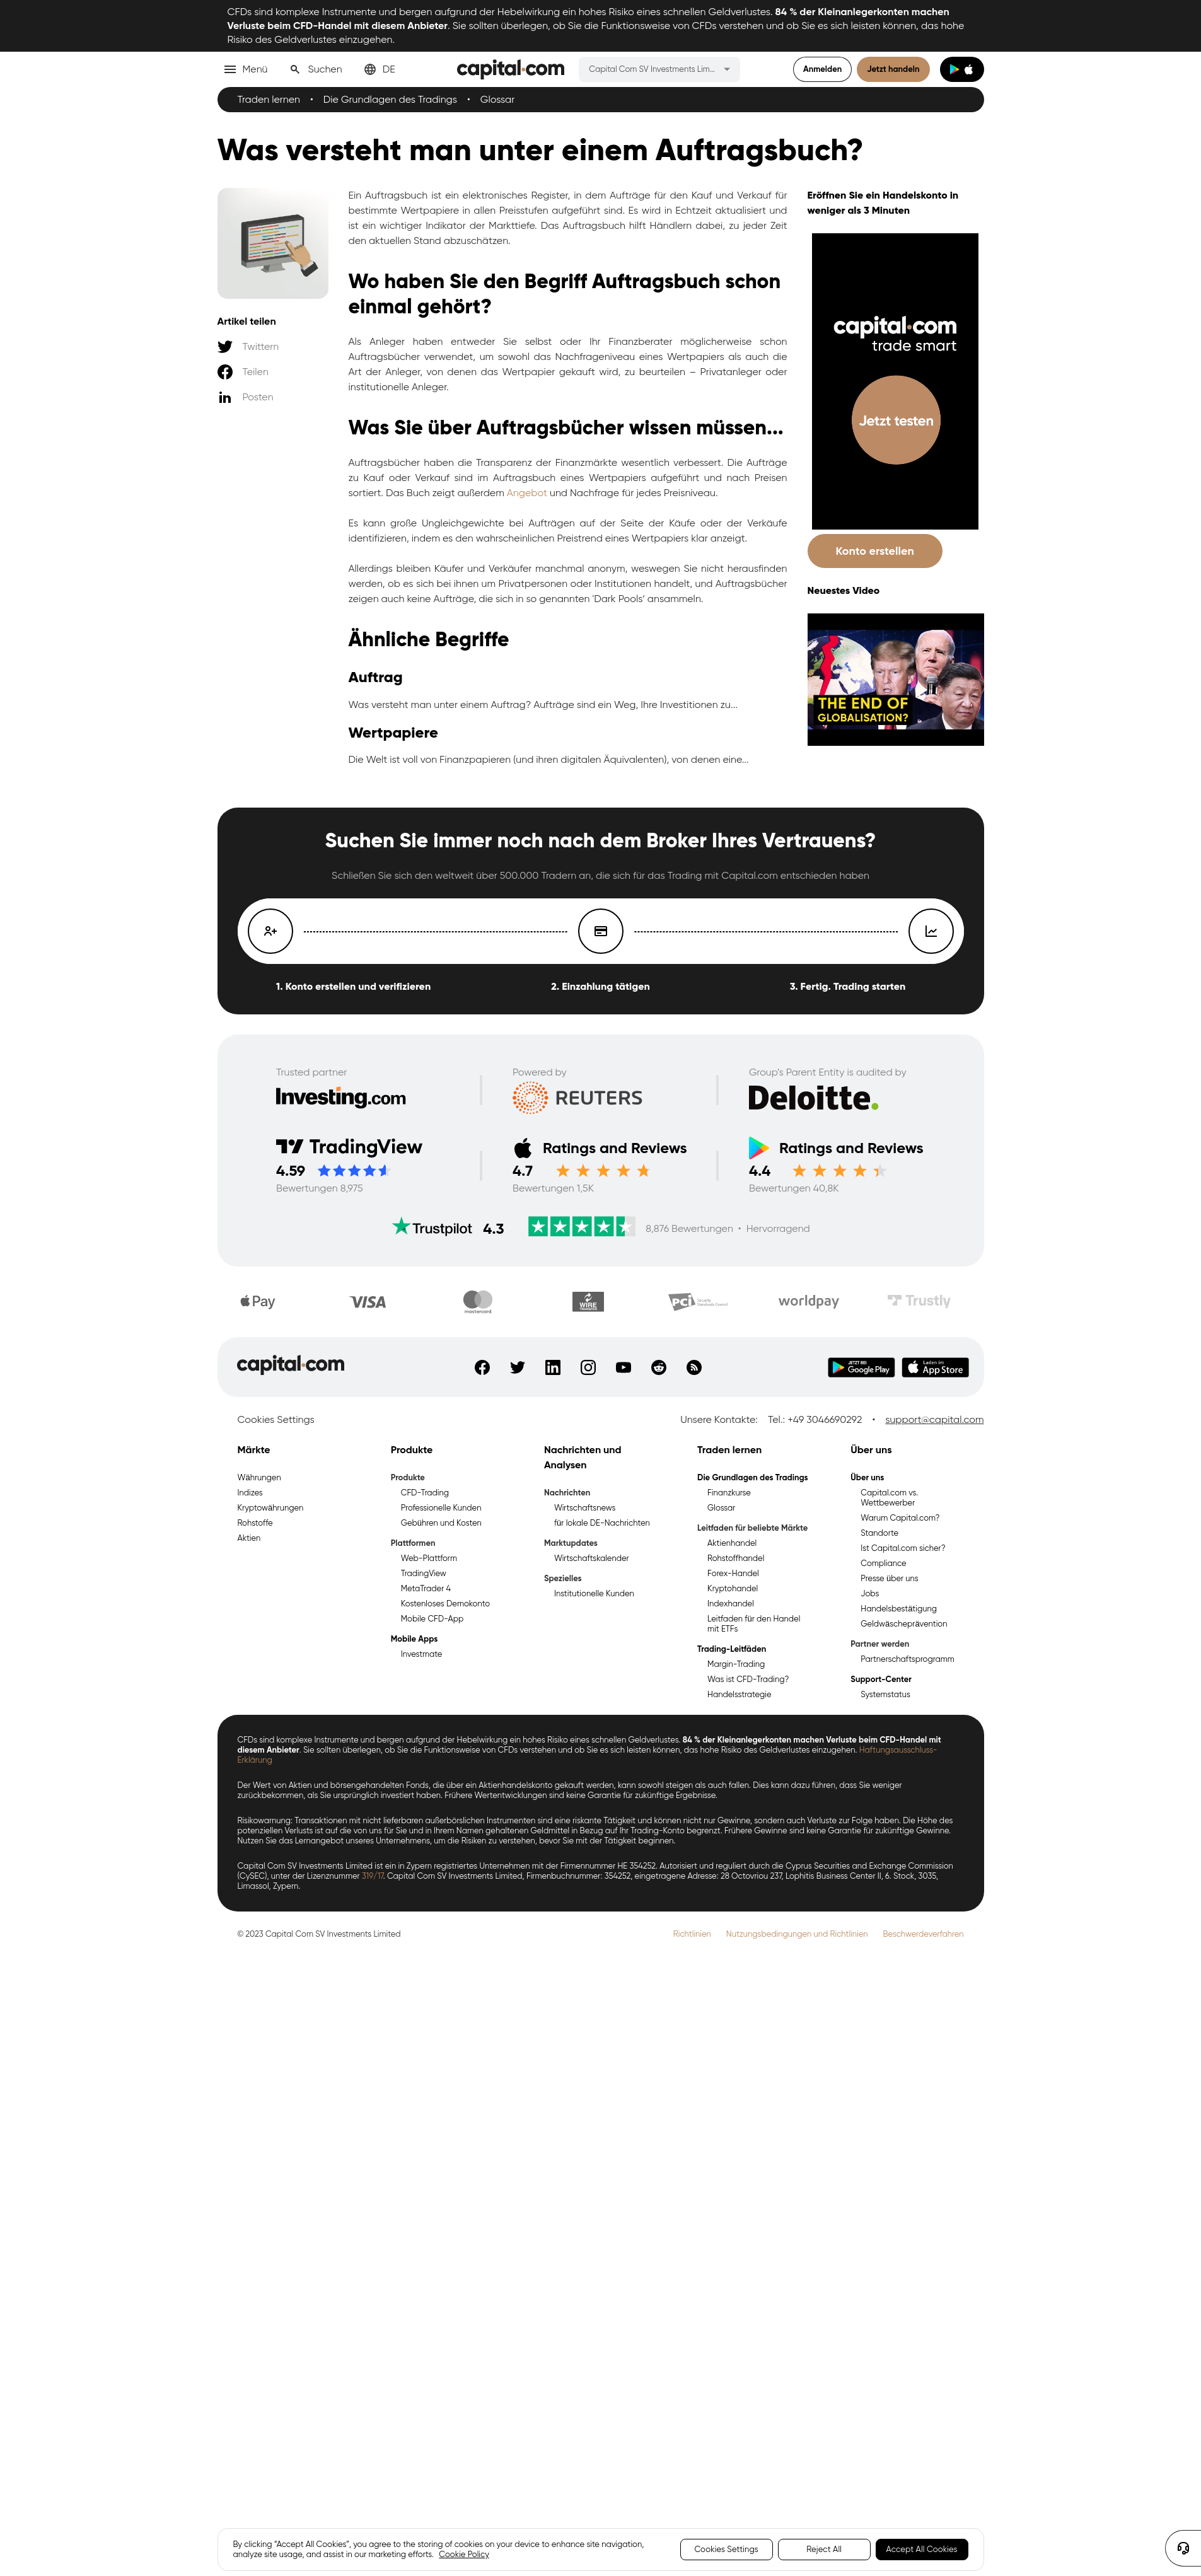 CFDs sind komplexe Instrumente und bergen aufgrund der Hebelwirkung ein hohes Risiko eines schnellen Geldverlustes. 84 % der Kleinanlegerkonten machen
Verluste beim CFD-Handel mit diesem Anbieter. Sie sollten überlegen, ob Sie die Funktionsweise von CFDs verstehen und ob Sie es sich leisten können, das hohe
Risiko des Geldverlustes einzugehen.
Menü Suchen DE capital.com Capital Com SV Investments Lim... Anmelden Jetzt handeln
Traden lernen • Die Grundlagen des Tradings • Glossar
Was versteht man unter einem Auftragsbuch?
Artikel teilen
Twittern
Teilen
Posten
Ein Auftragsbuch ist ein elektronisches Register, in dem Aufträge für den Kauf und Verkauf für
bestimmte Wertpapiere in allen Preisstufen aufgeführt sind. Es wird in Echtzeit aktualisiert und
ist ein wichtiger Indikator der Markttiefe. Das Auftragsbuch hilft Händlern dabei, zu jeder Zeit
den aktuellen Stand abzuschätzen.
Wo haben Sie den Begriff Auftragsbuch schon
einmal gehört?
Als Anleger haben entweder Sie selbst oder Ihr Finanzberater möglicherweise schon
Auftragsbücher verwendet, um sowohl das Nachfrageniveau eines Wertpapiers als auch die
Art der Anleger, von denen das Wertpapier gekauft wird, zu beurteilen – Privatanleger oder
institutionelle Anleger.
Was Sie über Auftragsbücher wissen müssen...
Auftragsbücher haben die Transparenz der Finanzmärkte wesentlich verbessert. Die Aufträge
zu Kauf oder Verkauf sind im Auftragsbuch eines Wertpapiers aufgeführt und nach Preisen
sortiert. Das Buch zeigt außerdem Angebot und Nachfrage für jedes Preisniveau.
Es kann große Ungleichgewichte bei Aufträgen auf der Seite der Käufe oder der Verkäufe
identifizieren, indem es den wahrscheinlichen Preistrend eines Wertpapiers klar anzeigt.
Allerdings bleiben Käufer und Verkäufer manchmal anonym, weswegen Sie nicht herausfinden
werden, ob es sich bei ihnen um Privatpersonen oder Institutionen handelt, und Auftragsbücher
zeigen auch keine Aufträge, die sich in so genannten 'Dark Pools' ansammeln.
Ähnliche Begriffe
Auftrag
Was versteht man unter einem Auftrag? Aufträge sind ein Weg, Ihre Investitionen zu...
Wertpapiere
Die Welt ist voll von Finanzpapieren (und ihren digitalen Äquivalenten), von denen eine...
Eröffnen Sie ein Handelskonto in
weniger als 3 Minuten
capital.com
trade smart
Jetzt testen
Konto erstellen
Neuestes Video
THE END OF
GLOBALISATION?
Suchen Sie immer noch nach dem Broker Ihres Vertrauens?
Schließen Sie sich den weltweit über 500.000 Tradern an, die sich für das Trading mit Capital.com entschieden haben
1. Konto erstellen und verifizieren 2. Einzahlung tätigen 3. Fertig. Trading starten
Trusted partner Powered by Group's Parent Entity is audited by
Investing.com REUTERS Deloitte.
TradingView Ratings and Reviews Ratings and Reviews
4.59 4.7 4.4
Bewertungen 8,975 Bewertungen 1,5K Bewertungen 40,8K
Trustpilot 4.3 8,876 Bewertungen • Hervorragend
Pay VISA mastercard WIRE TRANSFER PCI Security Standards Council worldpay Trustly
capital.com JETZT BEI Google Play Laden im App Store
Cookies Settings Unsere Kontakte: Tel.: +49 3046690292 • support@capital.com
Märkte
Währungen
Indizes
Kryptowährungen
Rohstoffe
Aktien
Produkte
Produkte
CFD-Trading
Professionelle Kunden
Gebühren und Kosten
Plattformen
Web-Plattform
TradingView
MetaTrader 4
Kostenloses Demokonto
Mobile CFD-App
Mobile Apps
Investmate
Nachrichten und
Analysen
Nachrichten
Wirtschaftsnews
für lokale DE-Nachrichten
Marktupdates
Wirtschaftskalender
Spezielles
Institutionelle Kunden
Traden lernen
Die Grundlagen des Tradings
Finanzkurse
Glossar
Leitfaden für beliebte Märkte
Aktienhandel
Rohstoffhandel
Forex-Handel
Kryptohandel
Indexhandel
Leitfaden für den Handel
mit ETFs
Trading-Leitfäden
Margin-Trading
Was ist CFD-Trading?
Handelsstrategie
Über uns
Über uns
Capital.com vs.
Wettbewerber
Warum Capital.com?
Standorte
Ist Capital.com sicher?
Compliance
Presse über uns
Jobs
Handelsbestätigung
Geldwäscheprävention
Partner werden
Partnerschaftsprogramm
Support-Center
Systemstatus
CFDs sind komplexe Instrumente und bergen aufgrund der Hebelwirkung ein hohes Risiko eines schnellen Geldverlustes. 84 % der Kleinanlegerkonten machen Verluste beim CFD-Handel mit
diesem Anbieter. Sie sollten überlegen, ob Sie die Funktionsweise von CFDs verstehen und ob Sie es sich leisten können, das hohe Risiko des Geldverlustes einzugehen. Haftungsausschluss-
Erklärung
Der Wert von Aktien und börsengehandelten Fonds, die über ein Aktienhandelskonto gekauft werden, kann sowohl steigen als auch fallen. Dies kann dazu führen, dass Sie weniger
zurückbekommen, als Sie ursprünglich investiert haben. Frühere Wertentwicklungen sind keine Garantie für zukünftige Ergebnisse.
Risikowarnung: Transaktionen mit nicht lieferbaren außerbörslichen Instrumenten sind eine riskante Tätigkeit und können nicht nur Gewinne, sondern auch Verluste zur Folge haben. Die Höhe des
potenziellen Verlusts ist auf die von uns für Sie und in Ihrem Namen gehaltenen Geldmittel in Bezug auf Ihr Trading-Konto begrenzt. Frühere Gewinne sind keine Garantie für zukünftige Gewinne.
Nutzen Sie das Lernangebot unseres Unternehmens, um die Risiken zu verstehen, bevor Sie mit der Tätigkeit beginnen.
Capital Com SV Investments Limited ist ein in Zypern registriertes Unternehmen mit der Firmennummer HE 354252. Autorisiert und reguliert durch die Cyprus Securities and Exchange Commission
(CySEC), unter der Lizenznummer 319/17. Capital Com SV Investments Limited, Firmenbuchnummer: 354252, eingetragene Adresse: 28 Octovriou 237, Lophitis Business Center II, 6. Stock, 3035,
Limassol, Zypern.
© 2023 Capital Com SV Investments Limited Richtlinien Nutzungsbedingungen und Richtlinien Beschwerdeverfahren
By clicking "Accept All Cookies", you agree to the storing of cookies on your device to enhance site navigation,
analyze site usage, and assist in our marketing efforts. Cookie Policy
Cookies Settings Reject All Accept All Cookies